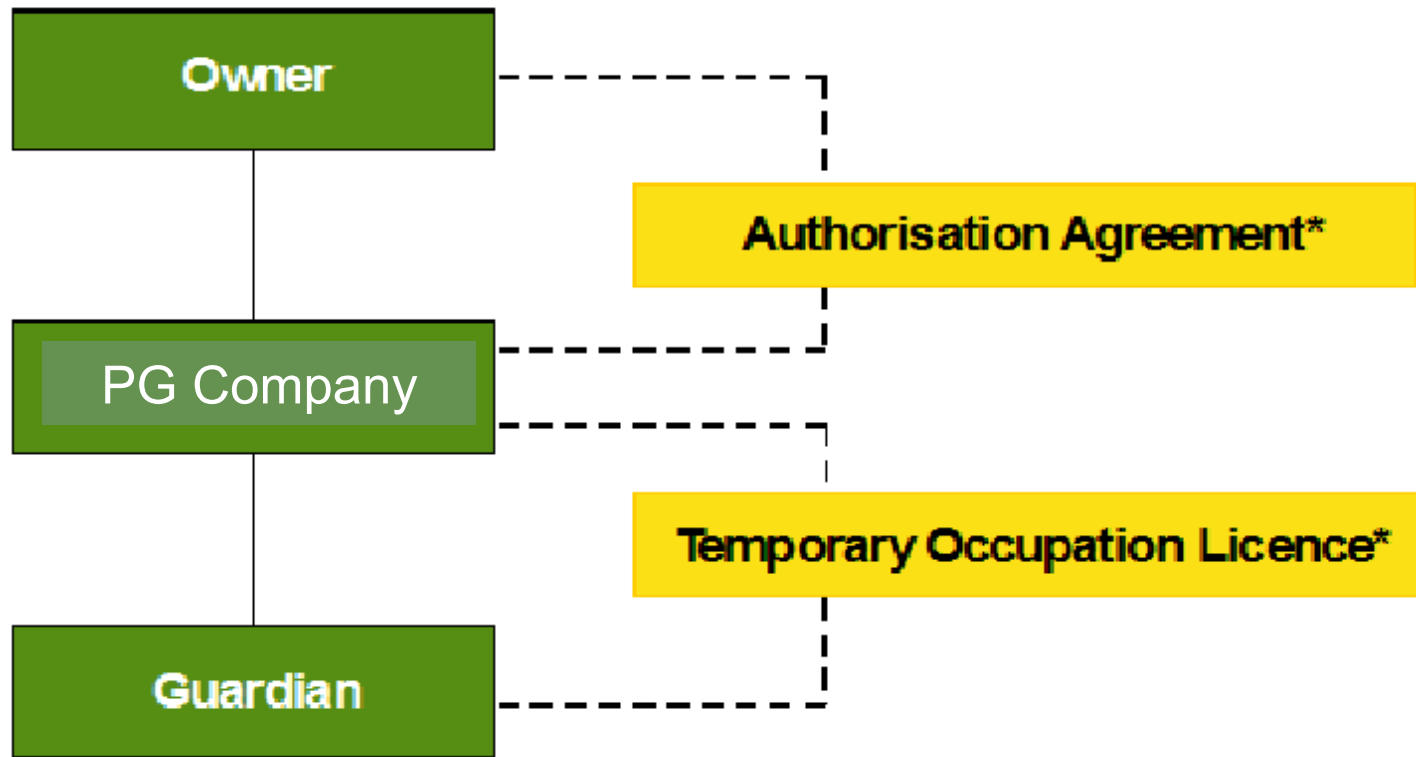 Owner
Authorisation Agreement*
PG Company
Temporary Occupation Licence*
Guardian